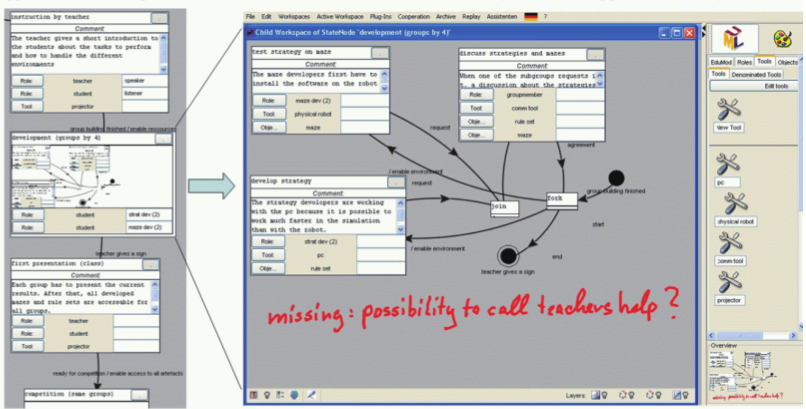 instruction by teacher
Comment
The teacher gives a short introduction to
the students about the tasks to perform
and how to handle the different
environments
Role: teacher speaker
Role: student listener
Tool: projector
group building finished / enable ressources
development (groups by 4)
Role: student strat dev (2)
Role: student maze dev (2)
teacher gives a sign
first presentation (class)
Comment
Each group has to present the current
results. After that, all developed
mazes and rule sets are accessable for
all groups.
Role: teacher
Role: student
Tool: projector
ready for competition / enable access to all artefacts
competition (same groups)
Comment
File Edit Workspaces Active Workspace Plug-Ins Cooperation Archive Replay Assistenten ?
Child Workspace of StateNode 'development (groups by 4)'
test strategy on maze
Comment
The maze developers first have to
install the software on the robot
Role: maze dev (2)
Tool: physical robot
Obje... maze
discuss strategies and mazes
Comment
When one of the subgroups requests i
t, a discussion about the strategies
Role: groupmember
Tool: comm tool
Obje... rule set
Obje... maze
request
agreement
/ enable environment
request
develop strategy
Comment
The strategy developers are working
with the pc because it is possible to
work much faster in the simulation
than with the robot.
Role: strat dev (2)
Tool: pc
Obje... rule set
join
fork
group building finished
start
/ enable environment
end
teacher gives a sign
missing: possibility to call teachers help?
Layers:
ML
EduMod Roles Tools Objects
Tools Denominated Tools
Edit tools
New Tool
pc
physical robot
comm tool
projector
Overview
missing: possibility to call teachers help?